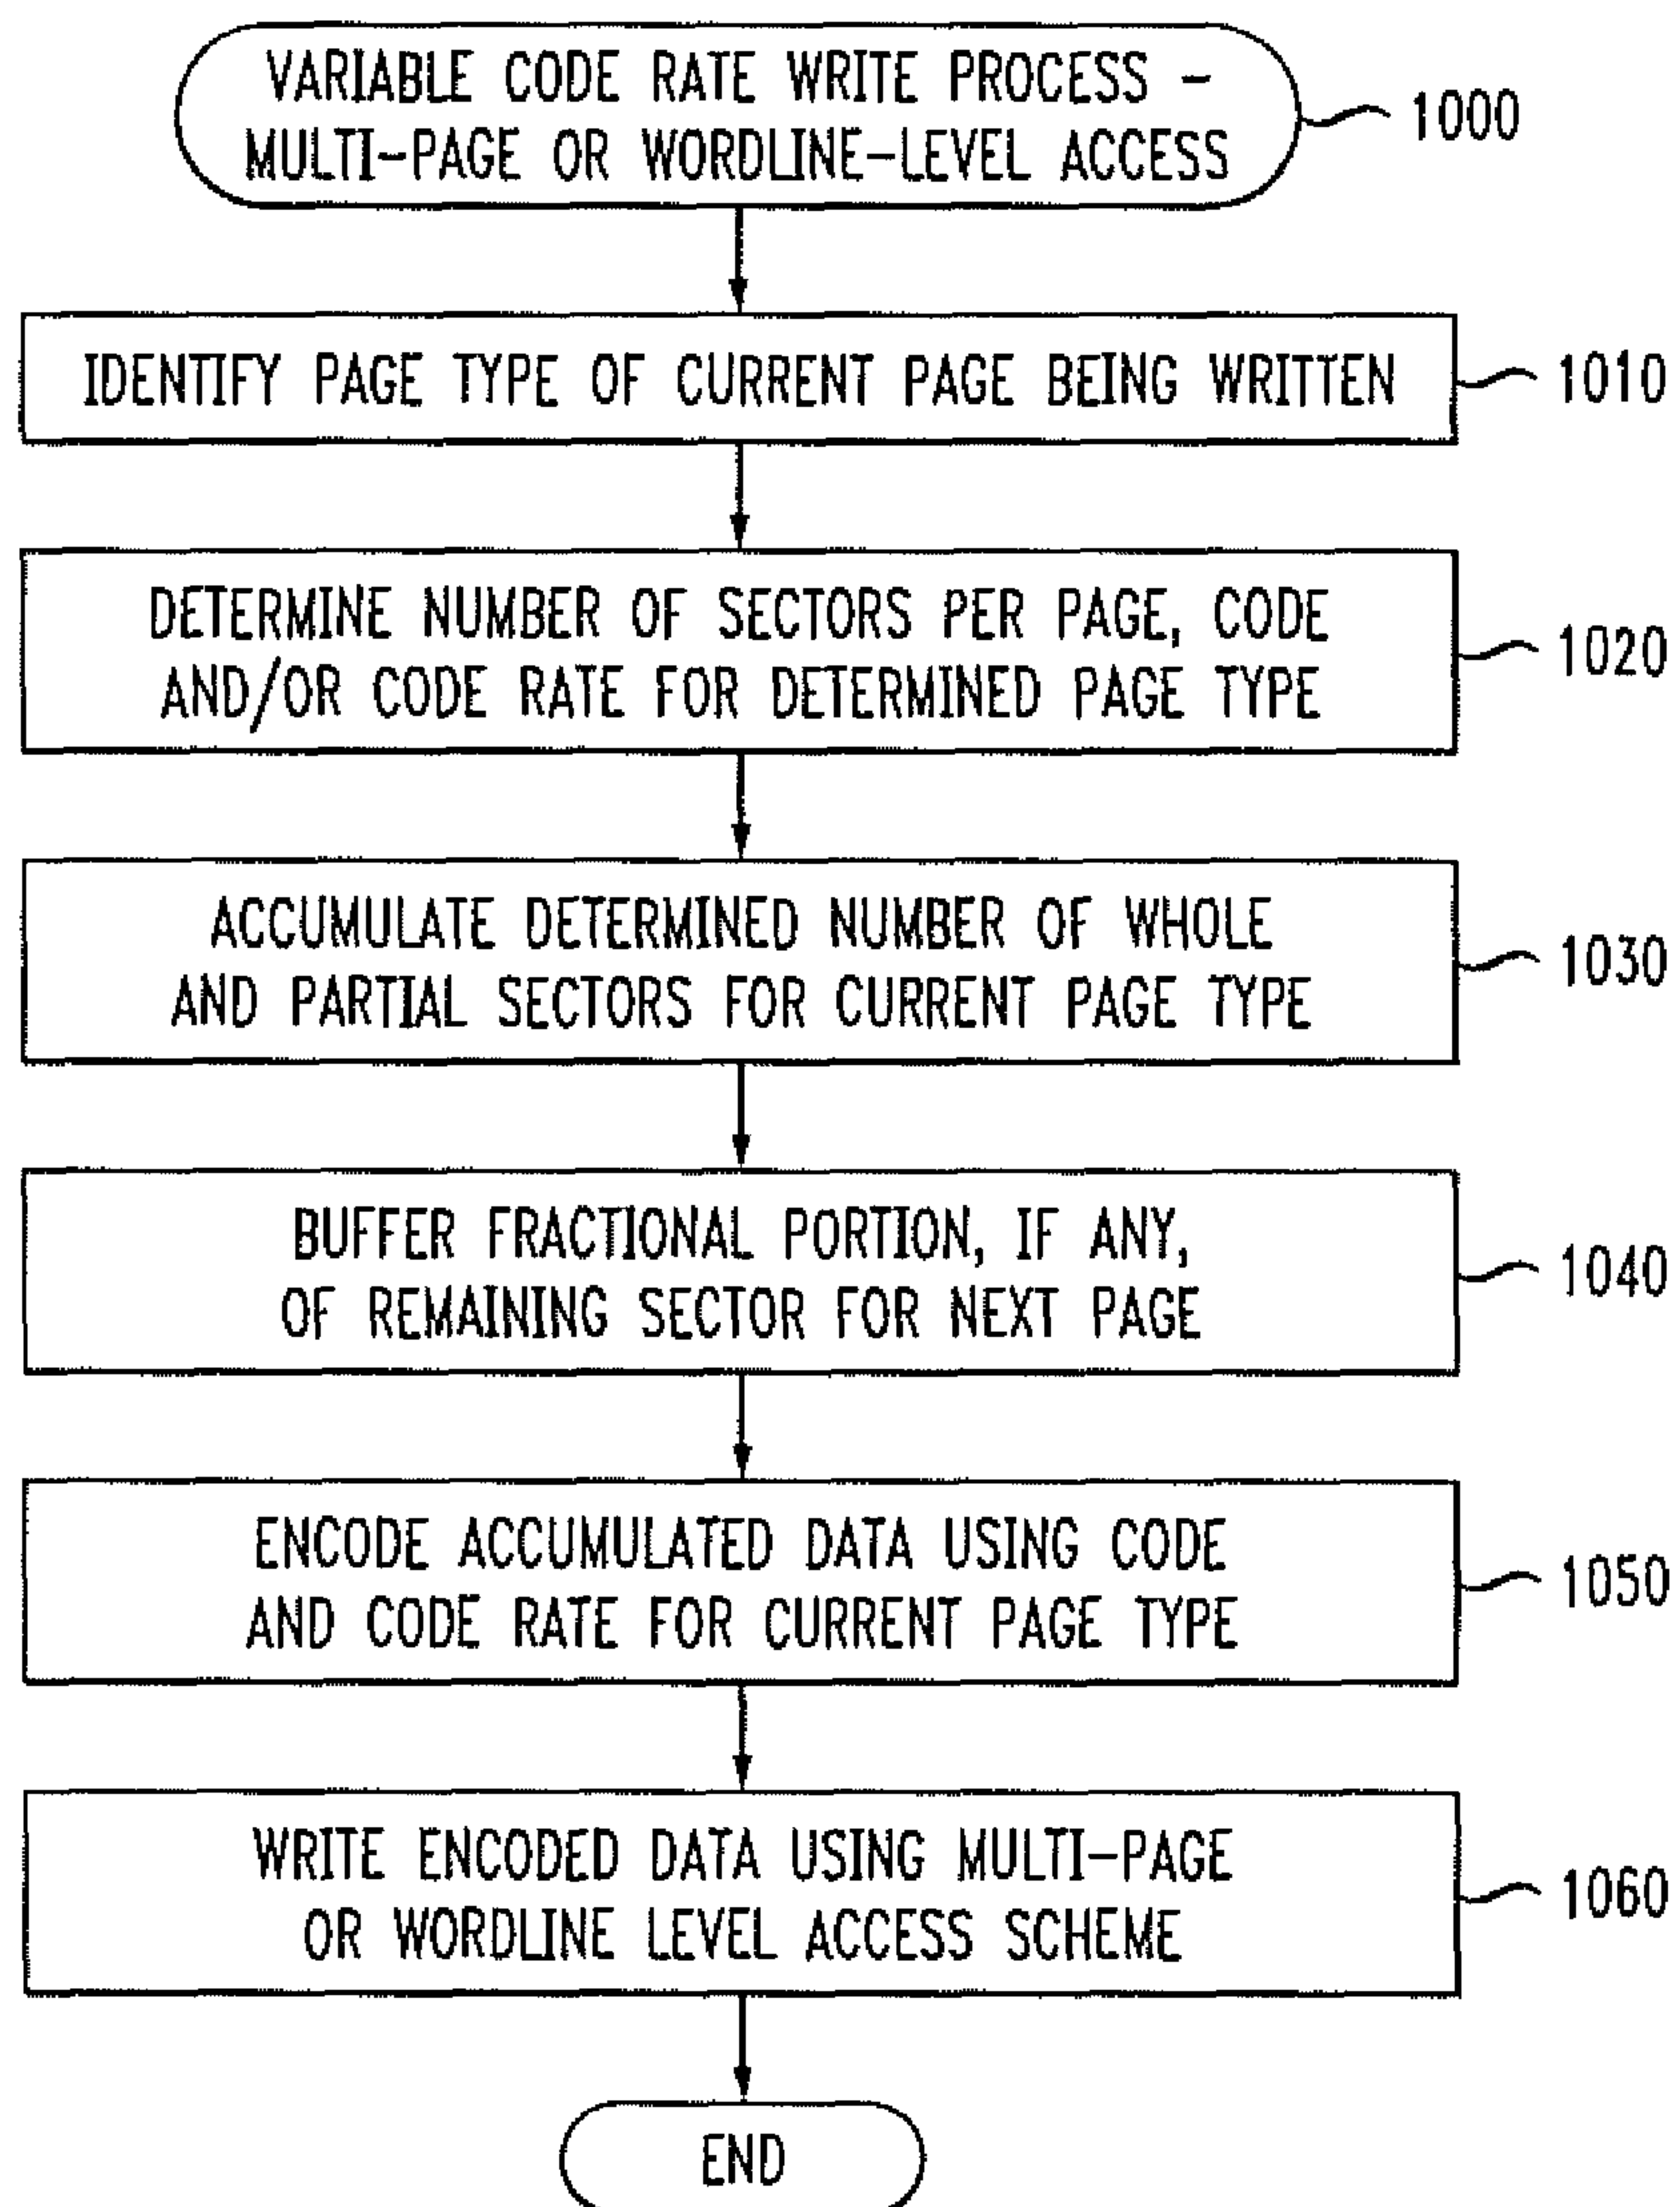 VARIABLE CODE RATE WRITE PROCESS -
MULTI-PAGE OR WORDLINE-LEVEL ACCESS
1000
IDENTIFY PAGE TYPE OF CURRENT PAGE BEING WRITTEN
1010
DETERMINE NUMBER OF SECTORS PER PAGE, CODE
AND/OR CODE RATE FOR DETERMINED PAGE TYPE
1020
ACCUMULATE DETERMINED NUMBER OF WHOLE
AND PARTIAL SECTORS FOR CURRENT PAGE TYPE
1030
BUFFER FRACTIONAL PORTION, IF ANY,
OF REMAINING SECTOR FOR NEXT PAGE
1040
ENCODE ACCUMULATED DATA USING CODE
AND CODE RATE FOR CURRENT PAGE TYPE
1050
WRITE ENCODED DATA USING MULTI-PAGE
OR WORDLINE LEVEL ACCESS SCHEME
1060
END